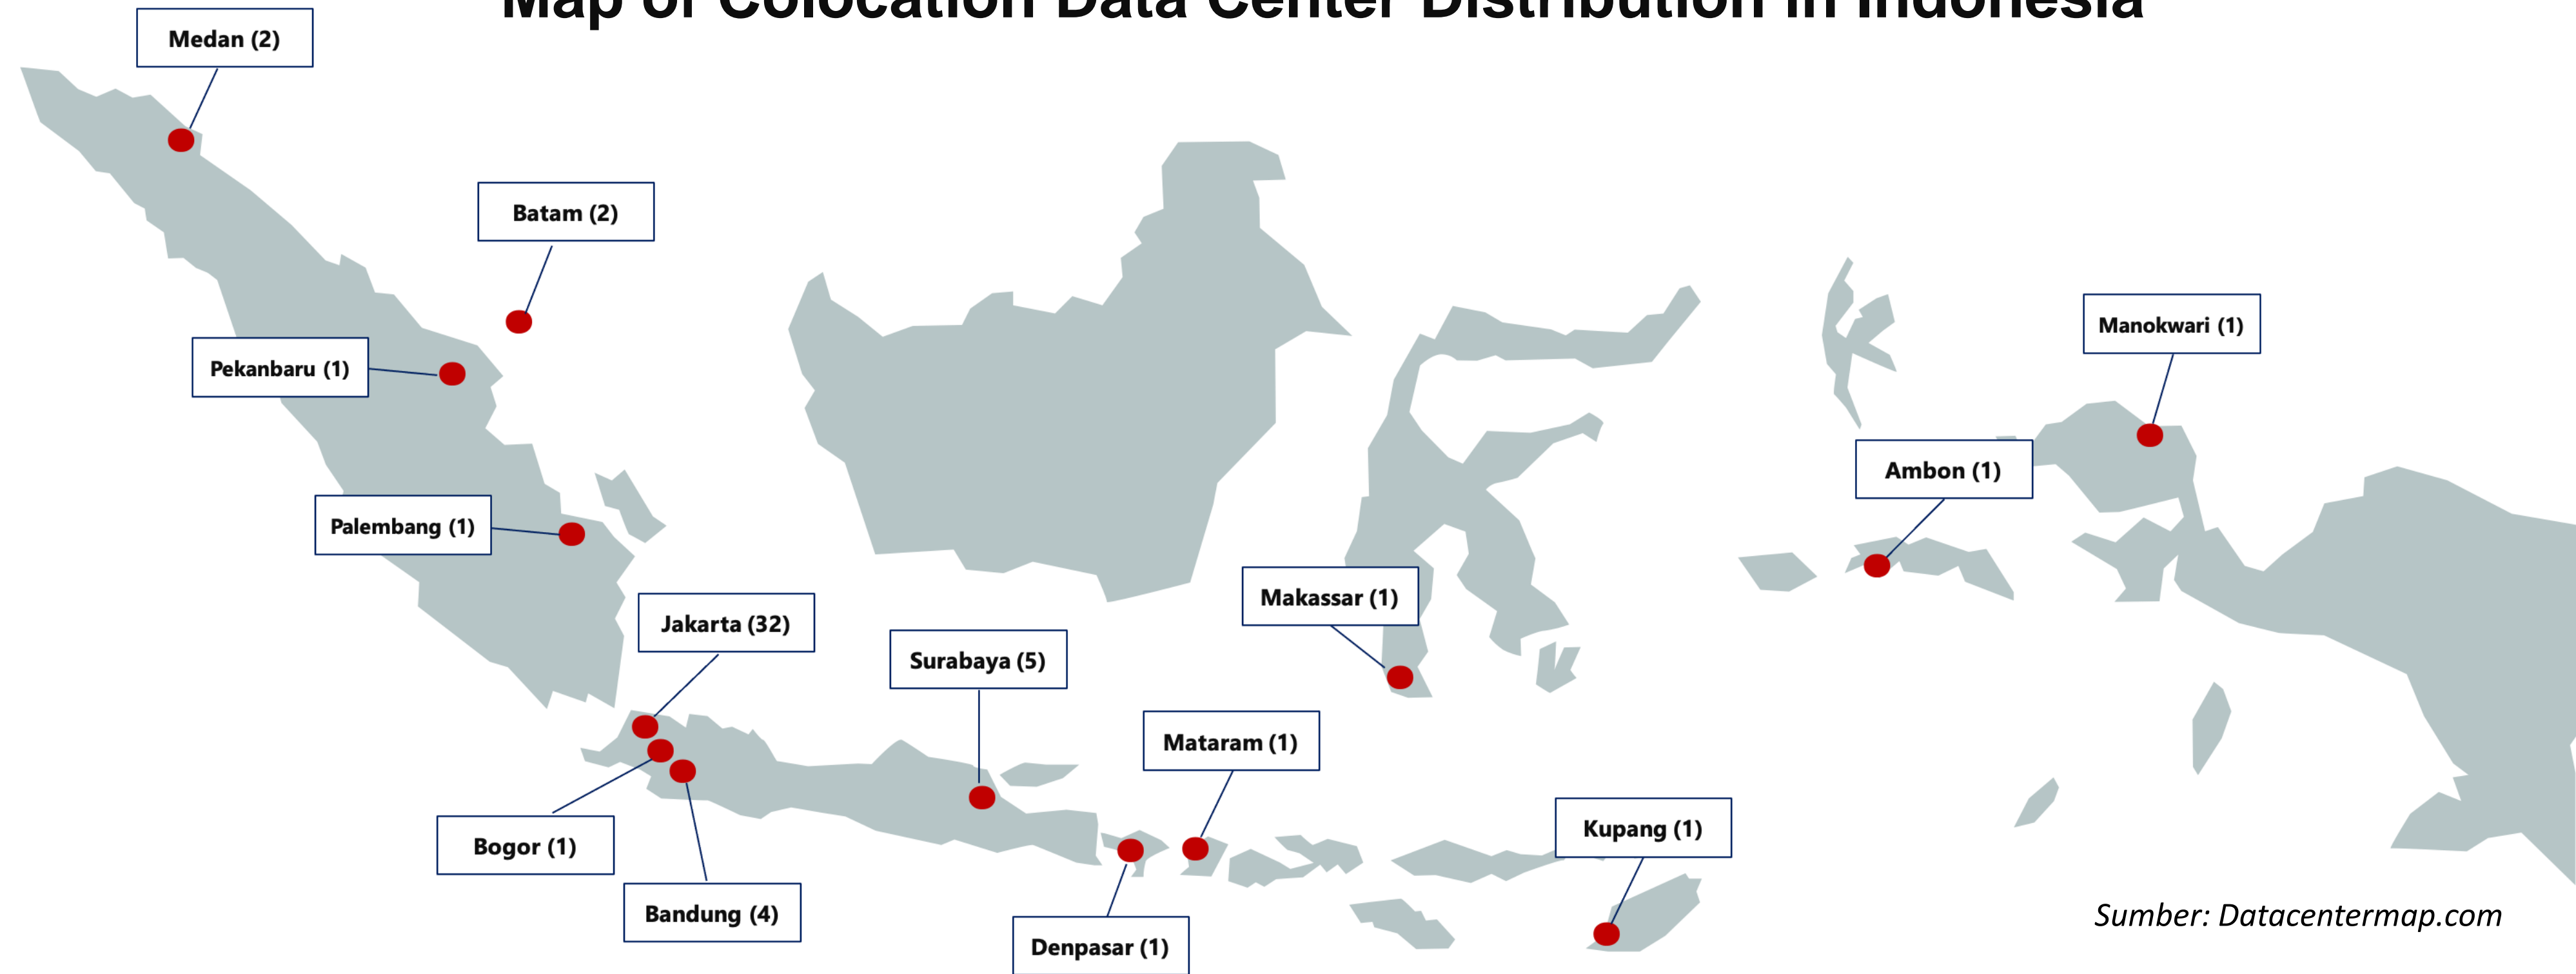 Map of Colocation Data Center Distribution in Indonesia
Medan (2)
Batam (2)
Pekanbaru (1)
Manokwari (1)
Ambon (1)
Palembang (1)
Jakarta (32)
Makassar (1)
Surabaya (5)
Mataram (1)
Kupang (1)
Bogor (1)
Bandung (4)
Denpasar (1)
Sumber: Datacentermap.com